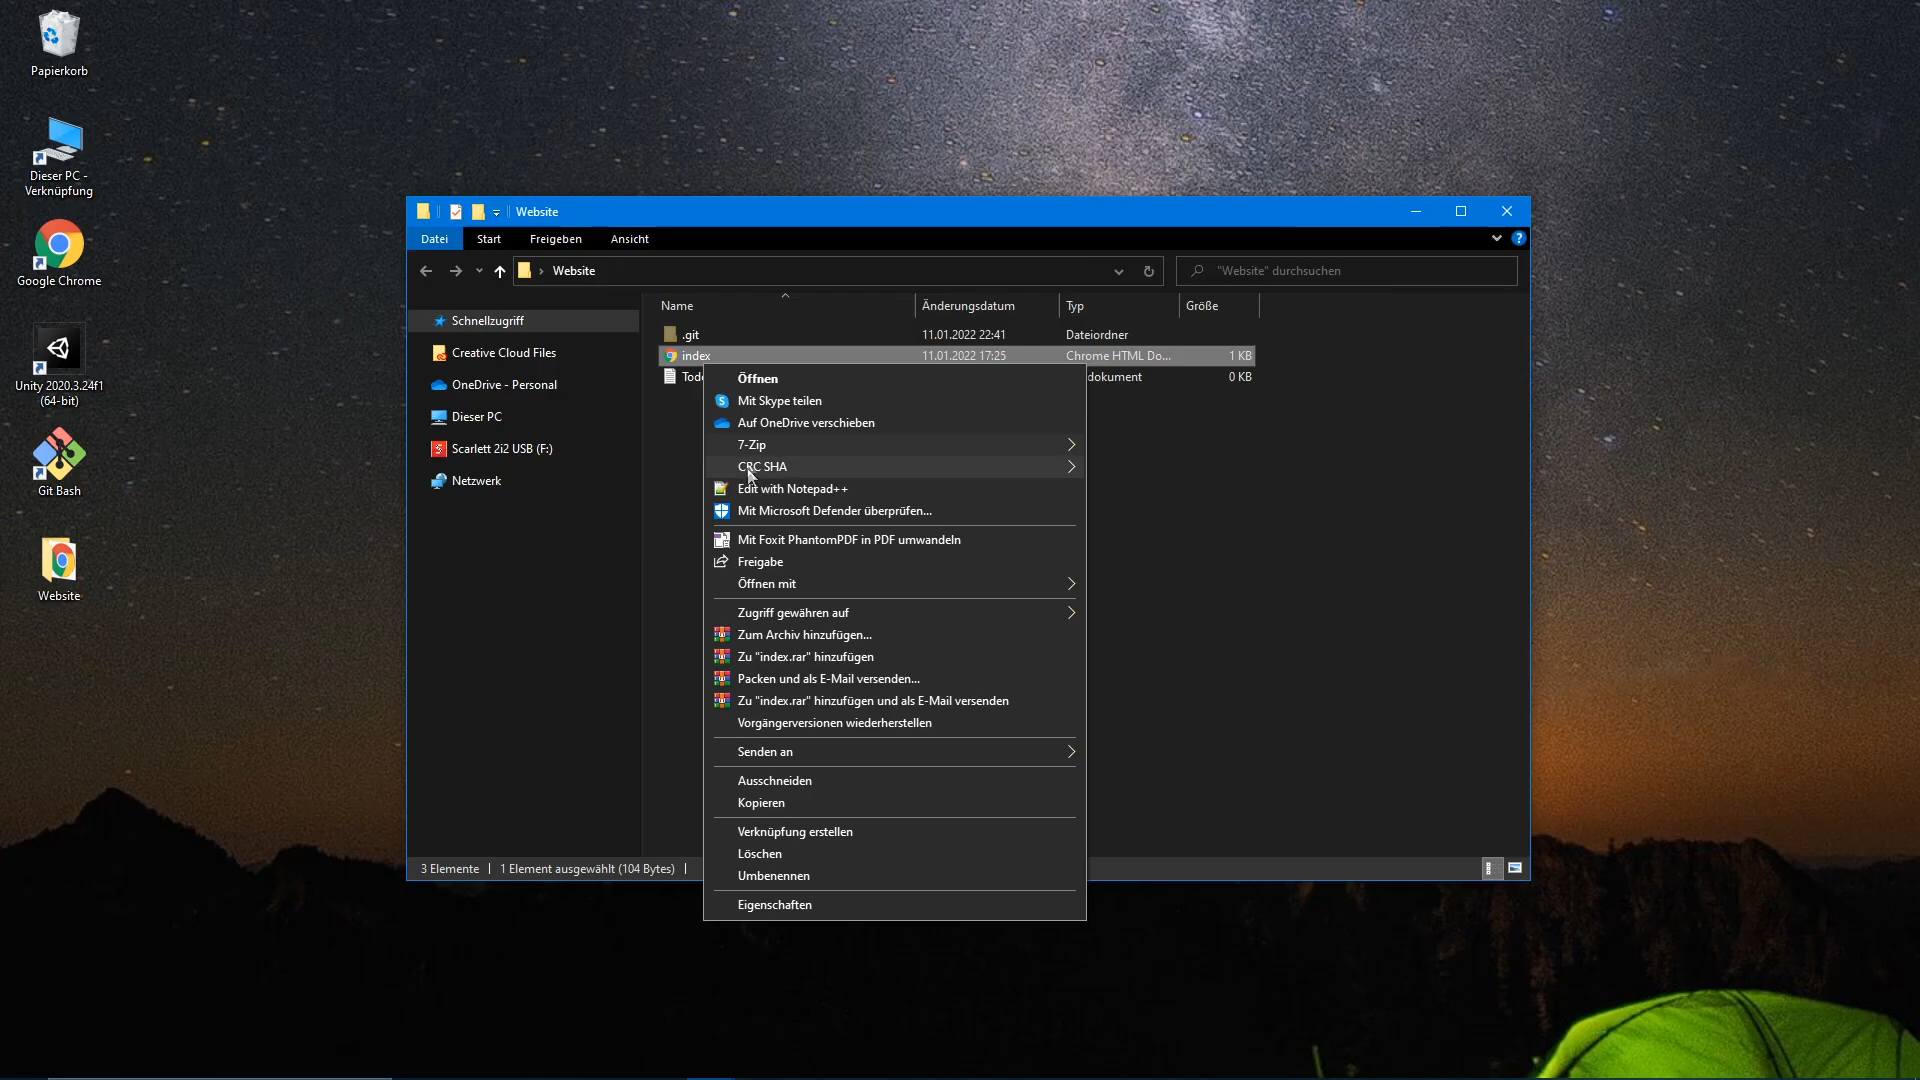 Papierkorb
Dieser PC -
Verknüpfung
Google Chrome
Unity 2020.3.24f1
(64-bit)
Git Bash
Website
Website
Datei Start Freigeben Ansicht
Website
"Website" durchsuchen
Schnellzugriff
Creative Cloud Files
OneDrive - Personal
Dieser PC
Scarlett 2i2 USB (F:)
Netzwerk
Name Änderungsdatum Typ Größe
.git 11.01.2022 22:41 Dateiordner
index 11.01.2022 17:25 Chrome HTML Do... 1 KB
0 KB
Öffnen
Mit Skype teilen
Auf OneDrive verschieben
7-Zip
CRC SHA
Edit with Notepad++
Mit Microsoft Defender überprüfen...
Mit Foxit PhantomPDF in PDF umwandeln
Freigabe
Öffnen mit
Zugriff gewähren auf
Zum Archiv hinzufügen...
Zu "index.rar" hinzufügen
Packen und als E-Mail versenden...
Zu "index.rar" hinzufügen und als E-Mail versenden
Vorgängerversionen wiederherstellen
Senden an
Ausschneiden
Kopieren
Verknüpfung erstellen
Löschen
Umbenennen
Eigenschaften
3 Elemente 1 Element ausgewählt (104 Bytes)